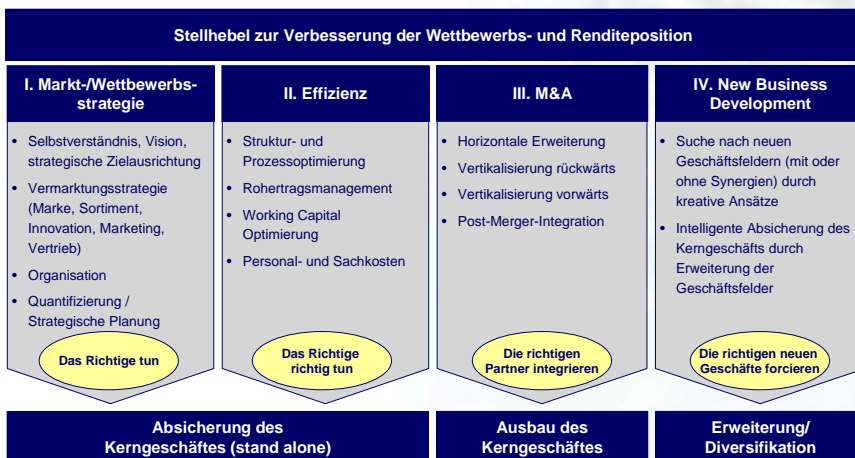 Stellhebel zur Verbesserung der Wettbewerbs- und Renditeposition
I. Markt-/Wettbewerbs-
strategie
• Selbstverständnis, Vision,
strategische Zielausrichtung
• Vermarktungsstrategie
(Marke, Sortiment,
Innovation, Marketing,
Vertrieb)
• Organisation
• Quantifizierung /
Strategische Planung
Das Richtige tun
II. Effizienz
• Struktur- und
Prozessoptimierung
• Rohertragsmanagement
• Working Capital
Optimierung
• Personal- und Sachkosten
Das Richtige
richtig tun
III. M&A
• Horizontale Erweiterung
• Vertikalisierung rückwärts
• Vertikalisierung vorwärts
• Post-Merger-Integration
Die richtigen
Partner integrieren
IV. New Business
Development
• Suche nach neuen
Geschäftsfeldern (mit oder
ohne Synergien) durch
kreative Ansätze
• Intelligente Absicherung des
Kerngeschäfts durch
Erweiterung der
Geschäftsfelder
Die richtigen neuen
Geschäfte forcieren
Absicherung des
Kerngeschäftes (stand alone)
Ausbau des
Kerngeschäftes
Erweiterung/
Diversifikation